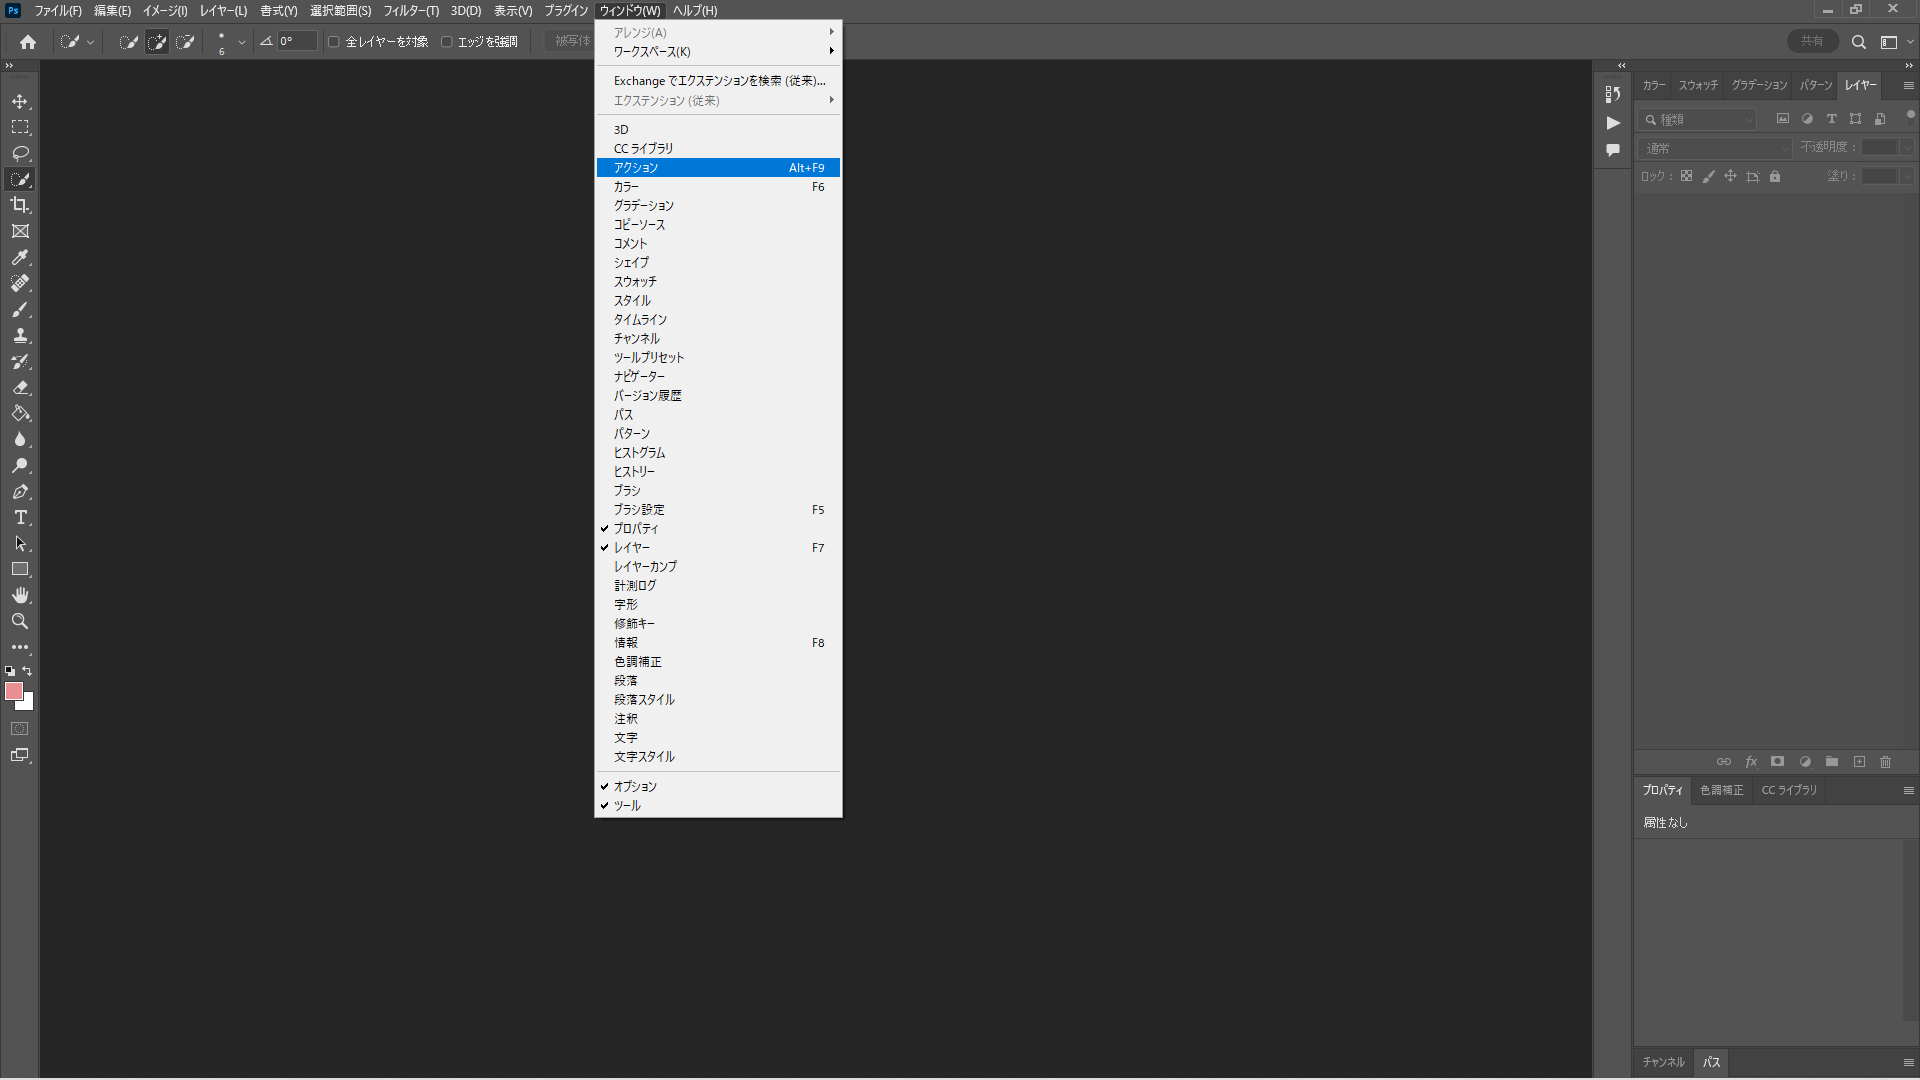 Ps ファイル(F) 編集(E) イメージ(I) レイヤー(L) 書式(Y) 選択範囲(S) フィルター(T) 3D(D) 表示(V) プラグイン ウィンドウ(W) ヘルプ(H)
6 0° 全レイヤーを対象 エッジを強調 被写体 共有
アレンジ(A)
ワークスペース(K)
Exchange でエクステンションを検索 (従来)...
エクステンション (従来)
3D
CC ライブラリ
アクション Alt+F9
カラー F6
グラデーション
コピーソース
コメント
シェイプ
スウォッチ
スタイル
タイムライン
チャンネル
ツールプリセット
ナビゲーター
バージョン履歴
パス
パターン
ヒストグラム
ヒストリー
ブラシ
ブラシ設定 F5
プロパティ
レイヤー F7
レイヤーカンプ
計測ログ
字形
修飾キー
情報 F8
色調補正
段落
段落スタイル
注釈
文字
文字スタイル
オプション
ツール
カラー スウォッチ グラデーション パターン レイヤー
種類
通常 不透明度 :
ロック : 塗り :
fx
プロパティ 色調補正 CC ライブラリ
属性なし
チャンネル パス